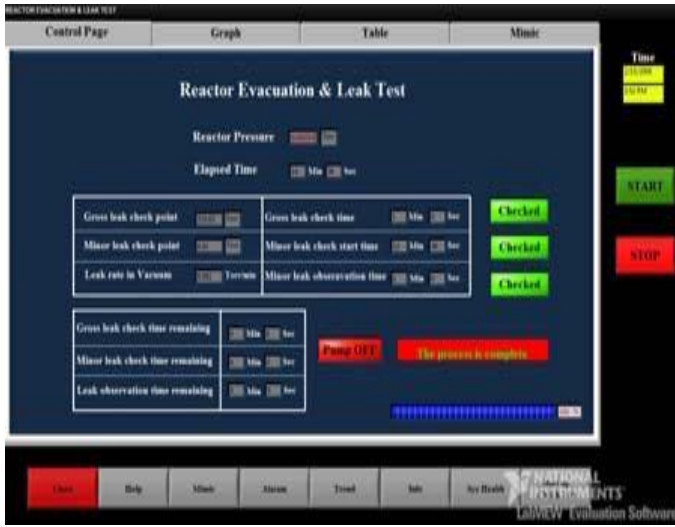 REACTOR EVACUATION & LEAK TEST
Control Page Graph Table Mimic
Time
Reactor Evacuation & Leak Test
Reactor Pressure
Elapsed Time Min Sec
START
Gross leak check point Gross leak check time Min Sec Checked
Minor leak check point Minor leak check start time Min Sec Checked
STOP
Leak rate in Vacuum Torr/min Minor leak obseravation time Min Sec Checked
Gross leak check time remaining Min Sec
Pump OFF The process is complete
Minor leak check time remaining Min Sec
Leak observation time remaining Min Sec
Help Mimic Alarum Trend Info Sys Health
NATIONAL
INSTRUMENTS
LabVIEW Evaluation Software